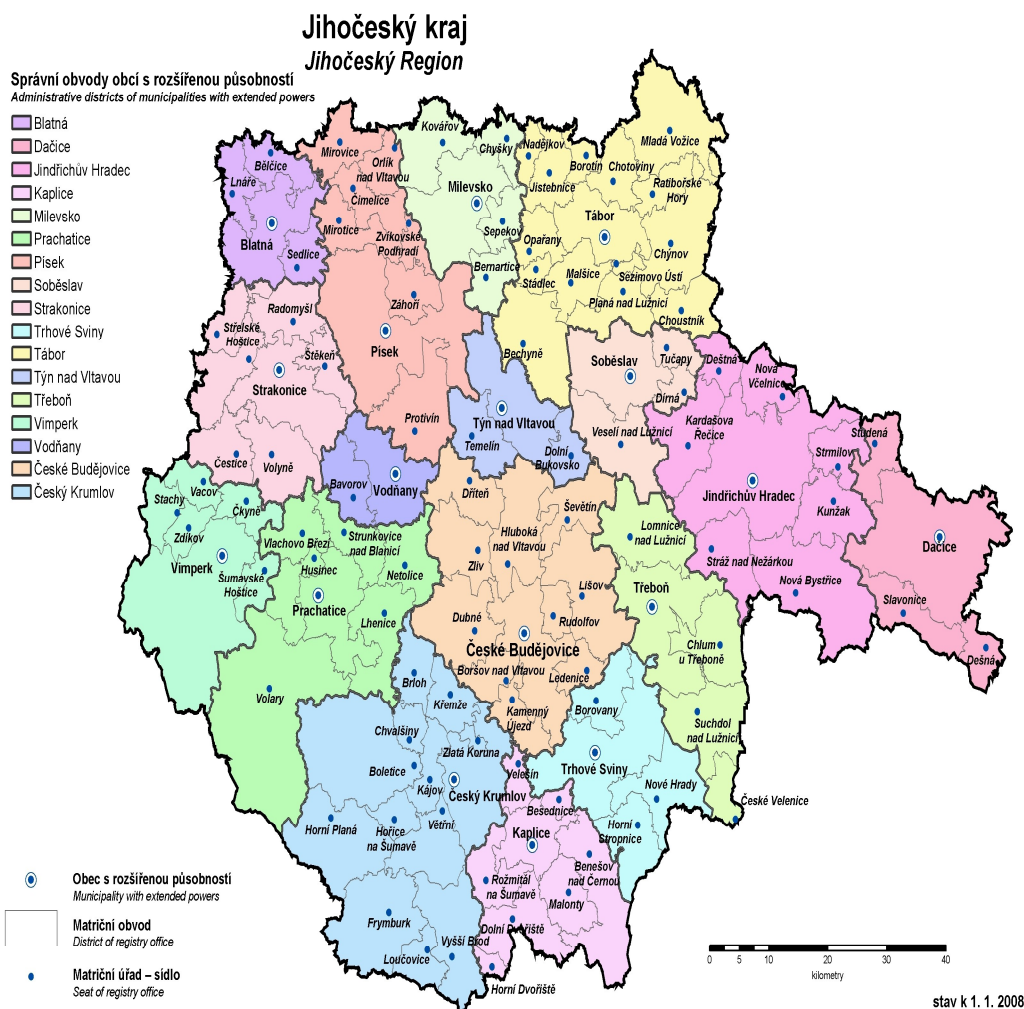 Jihočeský kraj
Jihočeský Region
Správní obvody obcí s rozšířenou působností
Administrative districts of municipalities with extended powers
Blatná
Dačice
Jindřichův Hradec
Kaplice
Milevsko
Prachatice
Písek
Soběslav
Strakonice
Trhové Sviny
Tábor
Týn nad Vltavou
Třeboň
Vimperk
Vodňany
České Budějovice
Český Krumlov
Kovářov
Chyšky
Milevsko
Sepekov
Bernartice
Mirovice
Orlík
nad Vltavou
Čimelice
Mirotice
Zvíkovské
Podhradí
Záhoří
Písek
Protivín
Bělčice
Lnáře
Blatná
Sedlice
Nadějkov
Borotín
Mladá Vožice
Chotoviny
Jistebnice
Ratibořské
Hory
Tábor
Opařany
Chýnov
Stádlec
Malšice
Sezimovo Ústí
Planá nad Lužnicí
Choustník
Bechyně
Radomyšl
Střelské
Hoštice
Štěkeň
Strakonice
Čestice
Volyně
Soběslav
Tučapy
Dírná
Veselí nad Lužnicí
Deštná
Nová
Včelnice
Kardašova
Řečice
Strmilov
Jindřichův Hradec
Kunžak
Stráž nad Nežárkou
Nová Bystřice
Studená
Dačice
Slavonice
Dešná
Týn nad Vltavou
Temelín
Dolní
Bukovsko
Bavorov
Vodňany
Stachy
Vacov
Čkyně
Zdíkov
Vimperk
Šumavské
Hoštice
Vlachovo Březí
Strunkovice
nad Blanicí
Husinec
Netolice
Prachatice
Lhenice
Volary
Dříteň
Ševětín
Hluboká
nad Vltavou
Zliv
Lišov
Dubné
Rudolfov
České Budějovice
Boršov nad Vltavou
Ledenice
Kamenný
Újezd
Lomnice
nad Lužnicí
Třeboň
Chlum
u Třeboně
Suchdol
nad Lužnicí
České Velenice
Brloh
Křemže
Chvalšiny
Zlatá Koruna
Boletice
Kájov
Český Krumlov
Horní Planá
Hořice
na Šumavě
Větřní
Frymburk
Loučovice
Vyšší Brod
Borovany
Trhové Sviny
Nové Hrady
Horní
Stropnice
Velešín
Besednice
Kaplice
Benešov
nad Černou
Rožmitál
na Šumavě
Malonty
Dolní Dvořiště
Horní Dvořiště
Obec s rozšířenou působností
Municipality with extended powers
Matriční obvod
District of registry office
Matriční úřad – sídlo
Seat of registry office
0 5 10 20 30 40
kilometry
stav k 1. 1. 2008